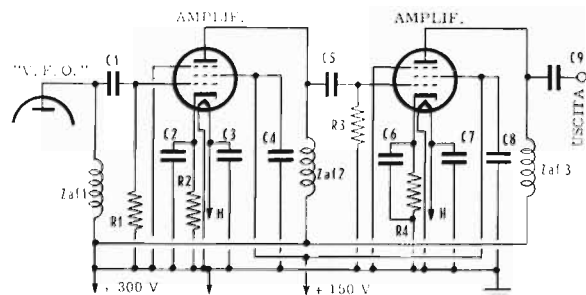 AMPLIF.
AMPLIF.
"V. F. O."
C1
C5
C9
USCITA
R3
C2
C3
C4
C6
C7
C8
Zaf1
Zaf2
Zaf3
R1
R2
R4
H
H
+ 300 V
+ 150 V